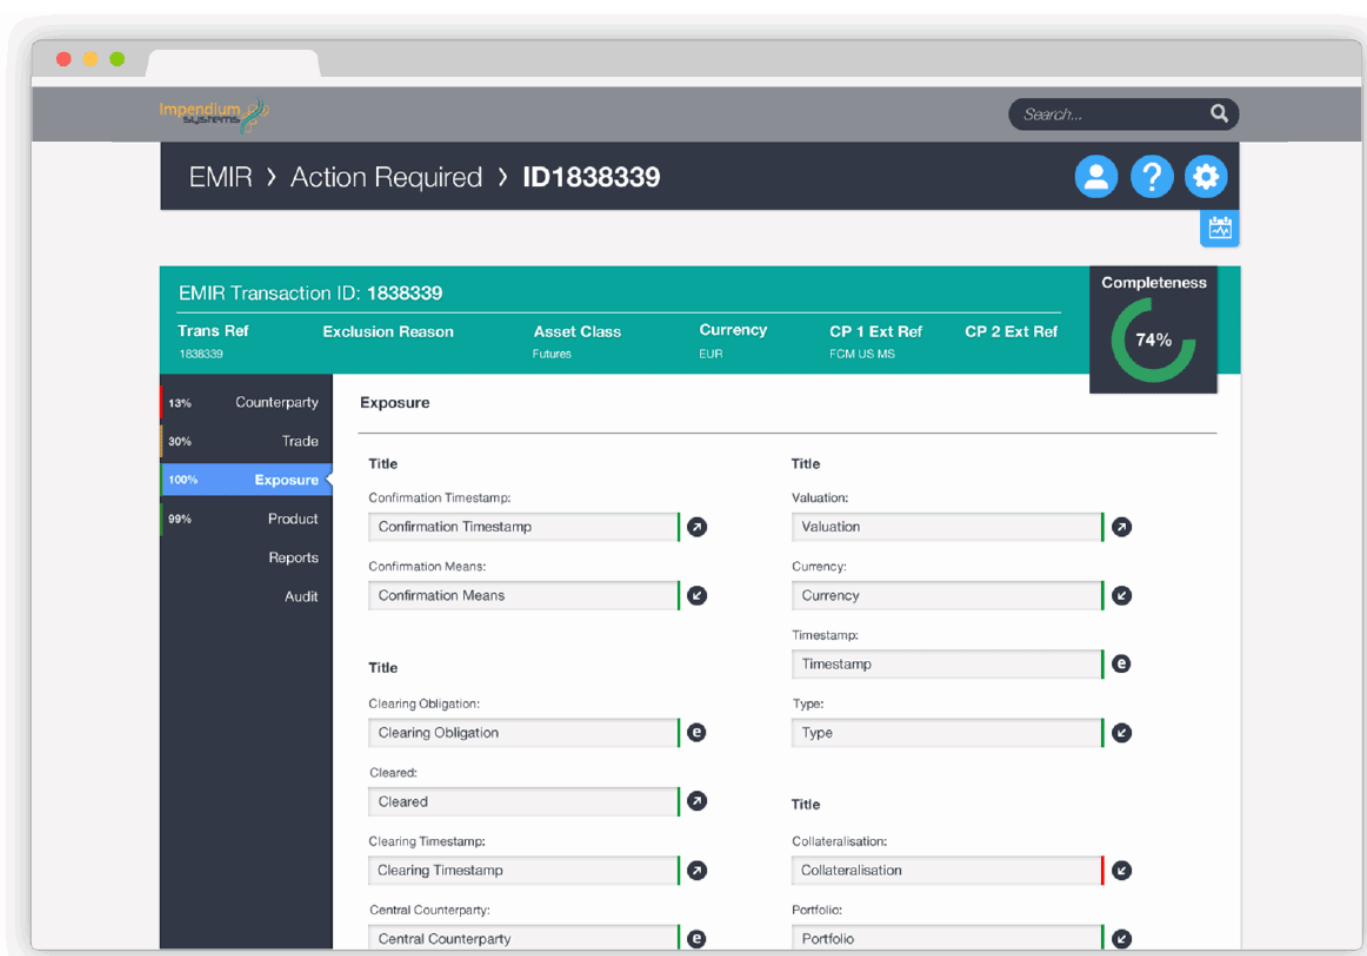 Impendium
systems
Search...
EMIR > Action Required > ID1838339
EMIR Transaction ID: 1838339
Completeness
74%
Trans Ref Exclusion Reason Asset Class Currency CP 1 Ext Ref CP 2 Ext Ref
1838339 Futures EUR FCM US MS
13% Counterparty
30% Trade
100% Exposure
99% Product
Reports
Audit
Exposure
Title
Confirmation Timestamp:
Confirmation Timestamp
Confirmation Means:
Confirmation Means
Title
Clearing Obligation:
Clearing Obligation
e
Cleared:
Cleared
Clearing Timestamp:
Clearing Timestamp
Central Counterparty:
Central Counterparty
e
Title
Valuation:
Valuation
Currency:
Currency
Timestamp:
Timestamp
e
Type:
Type
Title
Collateralisation:
Collateralisation
Portfolio:
Portfolio